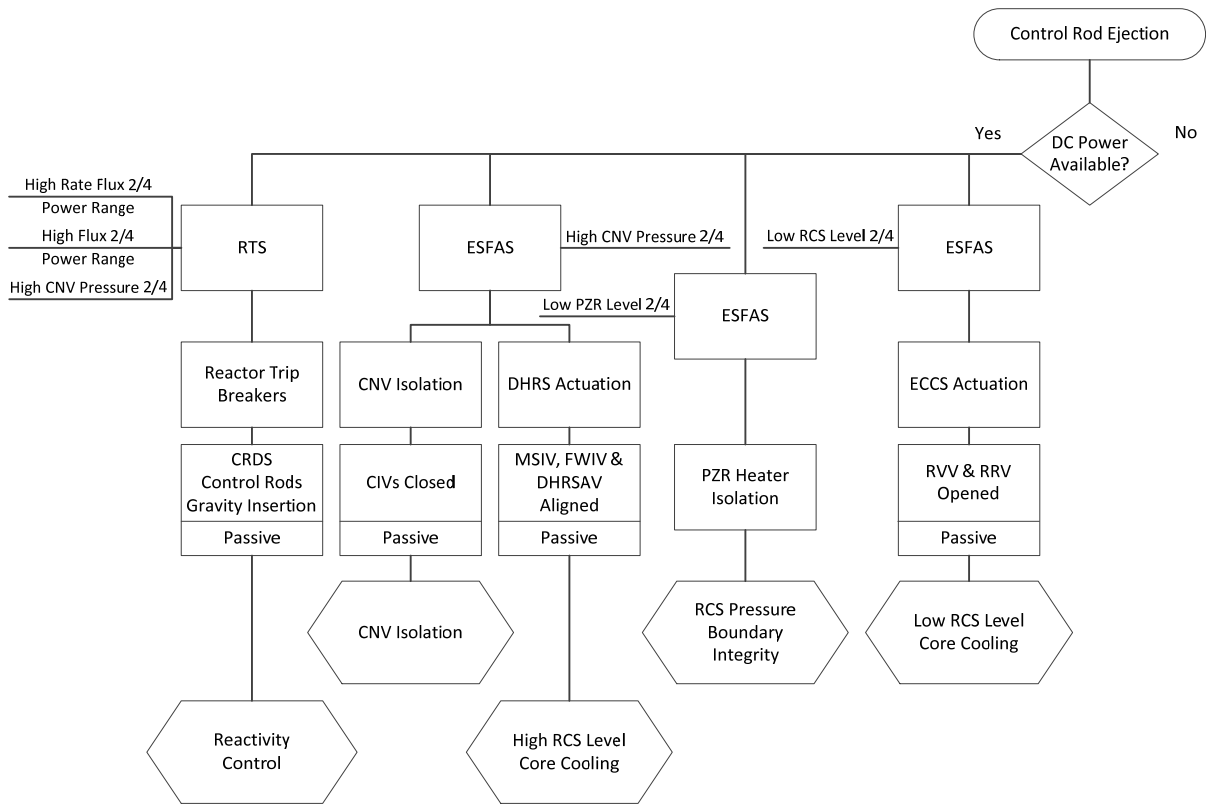 Control Rod Ejection
DC Power
Available?
Yes
No
High Rate Flux 2/4
Power Range
High Flux 2/4
Power Range
High CNV Pressure 2/4
RTS
ESFAS
High CNV Pressure 2/4
Low PZR Level 2/4
ESFAS
Low RCS Level 2/4
ESFAS
Reactor Trip
Breakers
CNV Isolation
DHRS Actuation
ECCS Actuation
CRDS
Control Rods
Gravity Insertion
Passive
CIVs Closed
Passive
MSIV, FWIV &
DHRSAV
Aligned
Passive
PZR Heater
Isolation
RVV & RRV
Opened
Passive
CNV Isolation
RCS Pressure
Boundary
Integrity
Low RCS Level
Core Cooling
Reactivity
Control
High RCS Level
Core Cooling